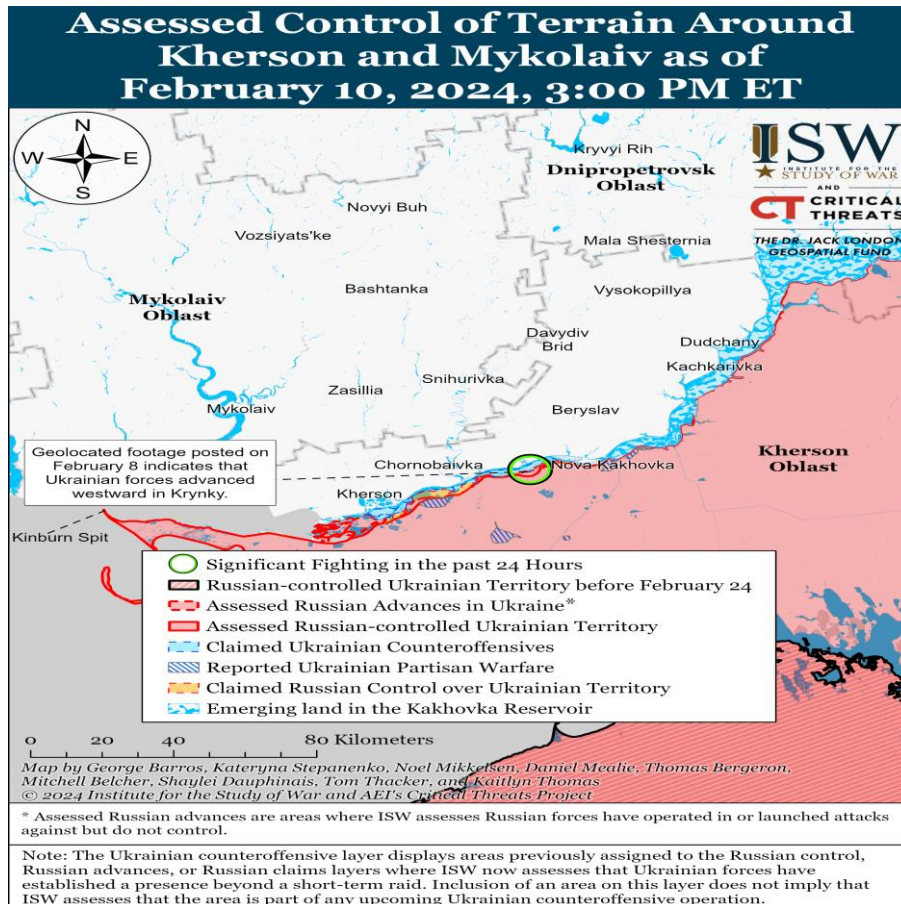 Assessed Control of Terrain Around
Kherson and Mykolaiv as of
February 10, 2024, 3:00 PM ET
N
W
E
S
ISW
INSTITUTE FOR THE
STUDY OF WAR
AND
CT CRITICAL
THREATS
THE DR. JACK LONDON
GEOSPATIAL FUND
Kryvyi Rih
Dnipropetrovsk
Oblast
Novyi Buh
Vozsiyats'ke
Mala Shesternia
Bashtanka
Vysokopillya
Mykolaiv
Oblast
Davydiv
Brid
Dudchany
Kachkarivka
Snihurivka
Zasillia
Mykolaiv
Beryslav
Geolocated footage posted on
February 8 indicates that
Ukrainian forces advanced
westward in Krynky.
Chornobaivka
Nova-Kakhovka
Kherson
Oblast
Kherson
Kinburn Spit
Significant Fighting in the past 24 Hours
Russian-controlled Ukrainian Territory before February 24
Assessed Russian Advances in Ukraine*
Assessed Russian-controlled Ukrainian Territory
Claimed Ukrainian Counteroffensives
Reported Ukrainian Partisan Warfare
Claimed Russian Control over Ukrainian Territory
Emerging land in the Kakhovka Reservoir
0 20 40 80 Kilometers
Map by George Barros, Kateryna Stepanenko, Noel Mikkelsen, Daniel Mealie, Thomas Bergeron,
Mitchell Belcher, Shaylei Dauphinais, Tom Thacker, and Kaitlyn Thomas
© 2024 Institute for the Study of War and AEI's Critical Threats Project
* Assessed Russian advances are areas where ISW assesses Russian forces have operated in or launched attacks
against but do not control.
Note: The Ukrainian counteroffensive layer displays areas previously assigned to the Russian control,
Russian advances, or Russian claims layers where ISW now assesses that Ukrainian forces have
established a presence beyond a short-term raid. Inclusion of an area on this layer does not imply that
ISW assesses that the area is part of any upcoming Ukrainian counteroffensive operation.